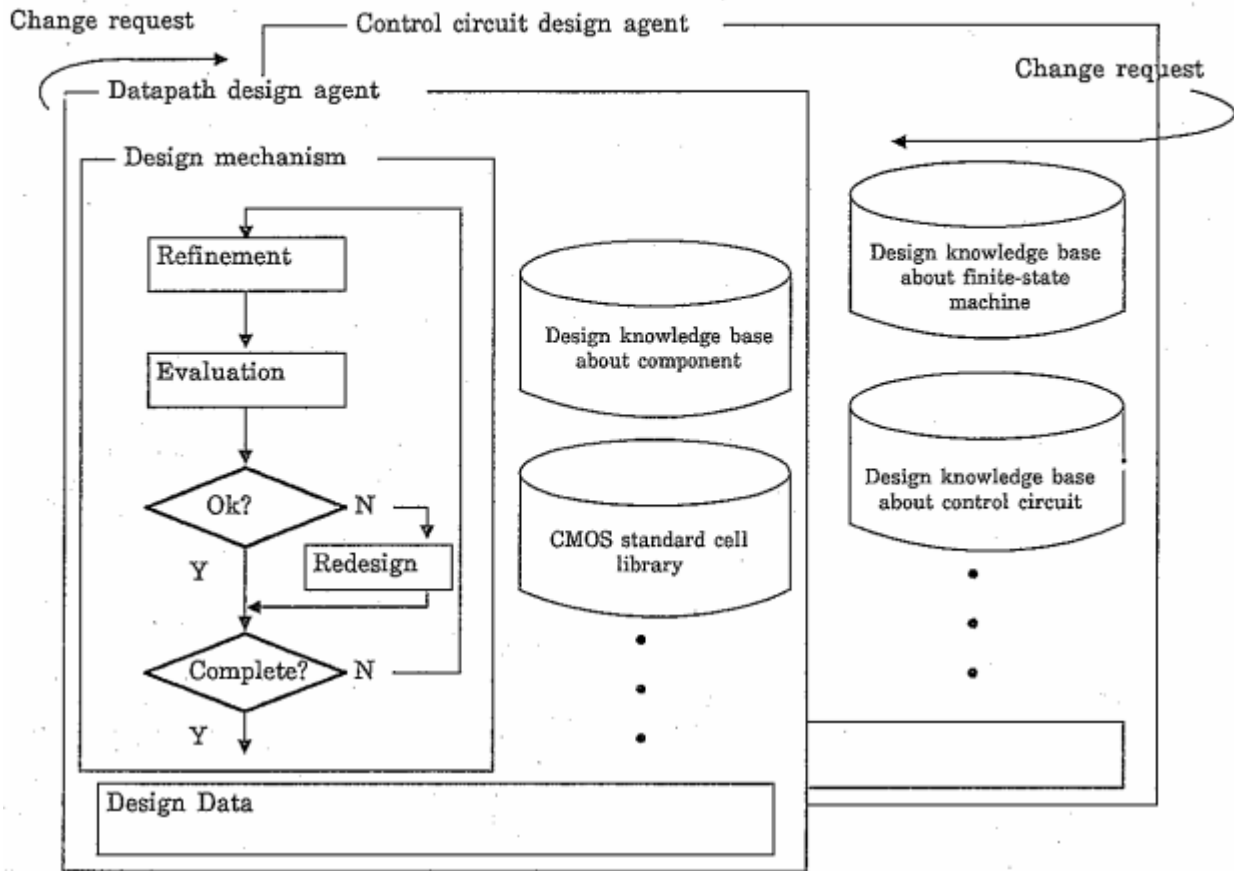 Change request
Control circuit design agent
Change request
Datapath design agent
Design mechanism
Refinement
Evaluation
Ok?
N
Y
Redesign
Complete?
N
Y
Design knowledge base
about component
CMOS standard cell
library
Design knowledge base
about finite-state
machine
Design knowledge base
about control circuit
Design Data